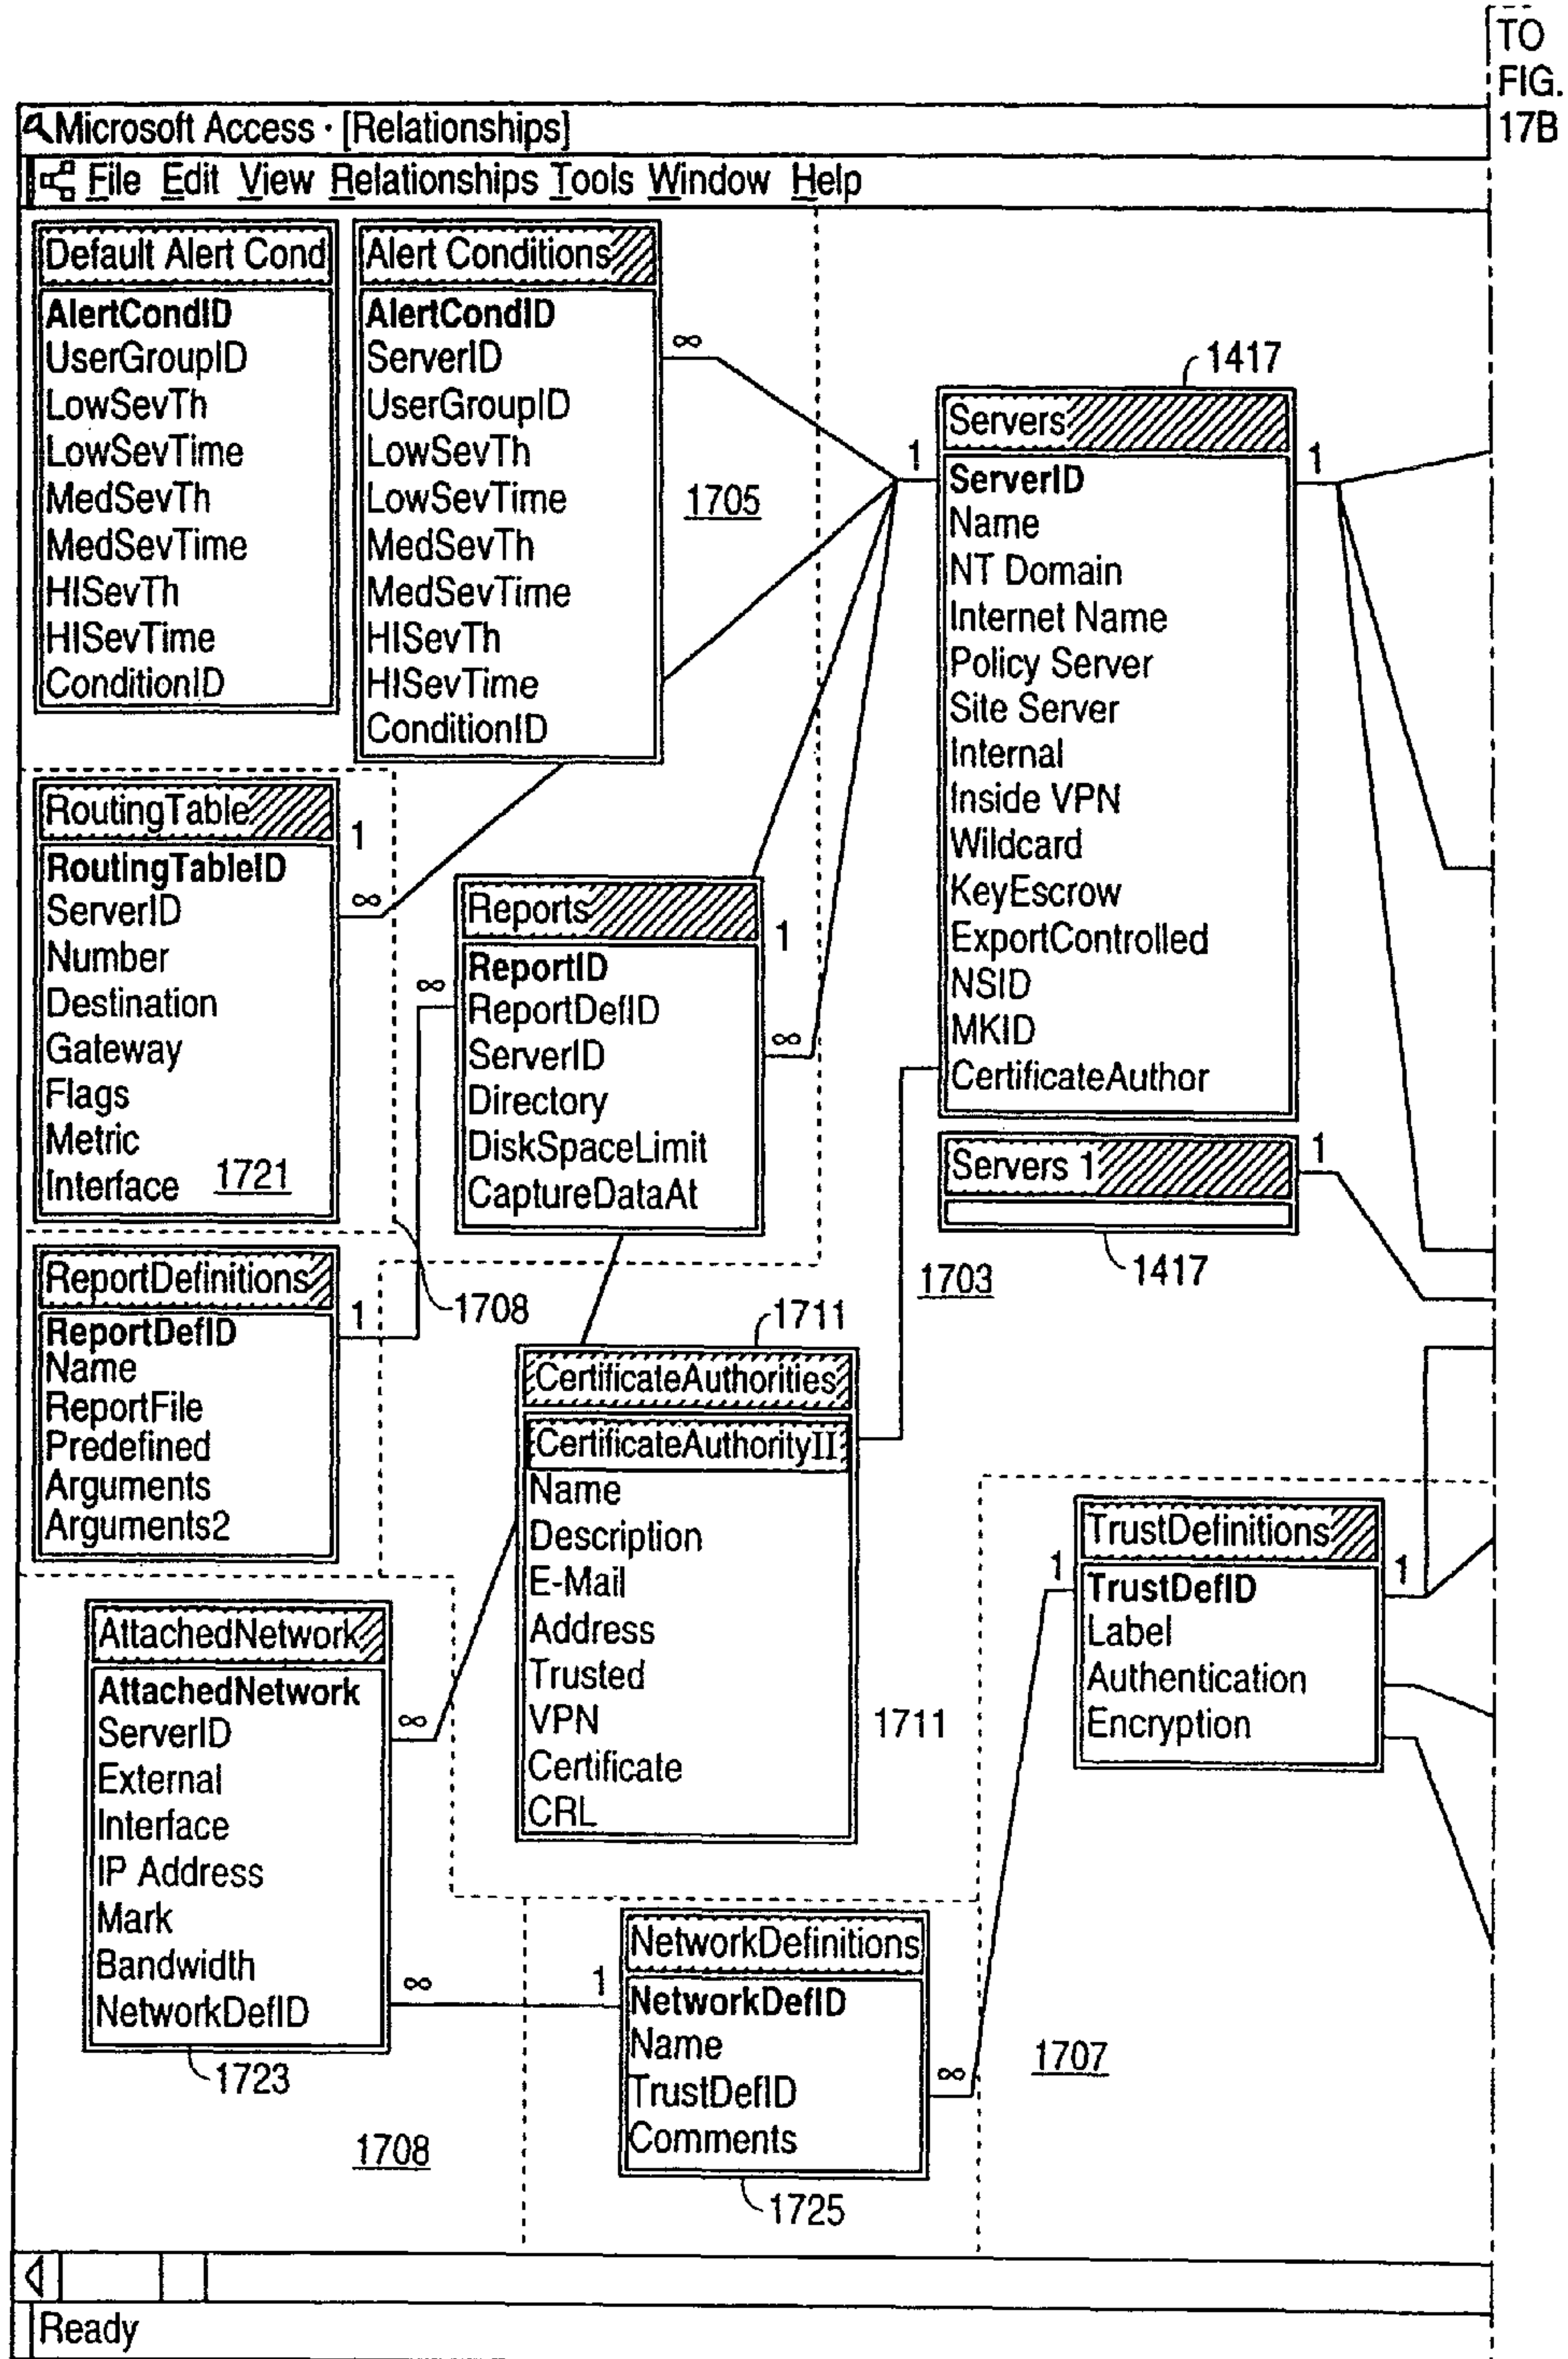 TO
FIG.
17B
Microsoft Access · [Relationships]
File Edit View Relationships Tools Window Help
Default Alert Cond
AlertCondID
UserGroupID
LowSevTh
LowSevTime
MedSevTh
MedSevTime
HISevTh
HISevTime
ConditionID
Alert Conditions
AlertCondID
ServerID
UserGroupID
LowSevTh
LowSevTime
MedSevTh
MedSevTime
HISevTh
HISevTime
ConditionID
∞
1705
1417
1
Servers
ServerID
Name
NT Domain
Internet Name
Policy Server
Site Server
Internal
Inside VPN
Wildcard
KeyEscrow
ExportControlled
NSID
MKID
CertificateAuthor
1
Servers 1
1
1417
1703
RoutingTable
1
RoutingTableID
ServerID
∞
Number
Destination
Gateway
Flags
Metric
Interface
1721
Reports
1
ReportID
∞
ReportDefID
ServerID
∞
Directory
DiskSpaceLimit
CaptureDataAt
1708
ReportDefinitions
1
ReportDefID
Name
ReportFile
Predefined
Arguments
Arguments2
1711
CertificateAuthorities
CertificateAuthorityII
Name
Description
E-Mail
Address
Trusted
VPN
Certificate
CRL
1711
TrustDefinitions
1
1
TrustDefID
Label
Authentication
Encryption
AttachedNetwork
AttachedNetwork
ServerID
∞
External
Interface
IP Address
Mark
Bandwidth
NetworkDefID
∞
1
1723
NetworkDefinitions
NetworkDefID
Name
TrustDefID
Comments
∞
1707
1708
1725
Ready